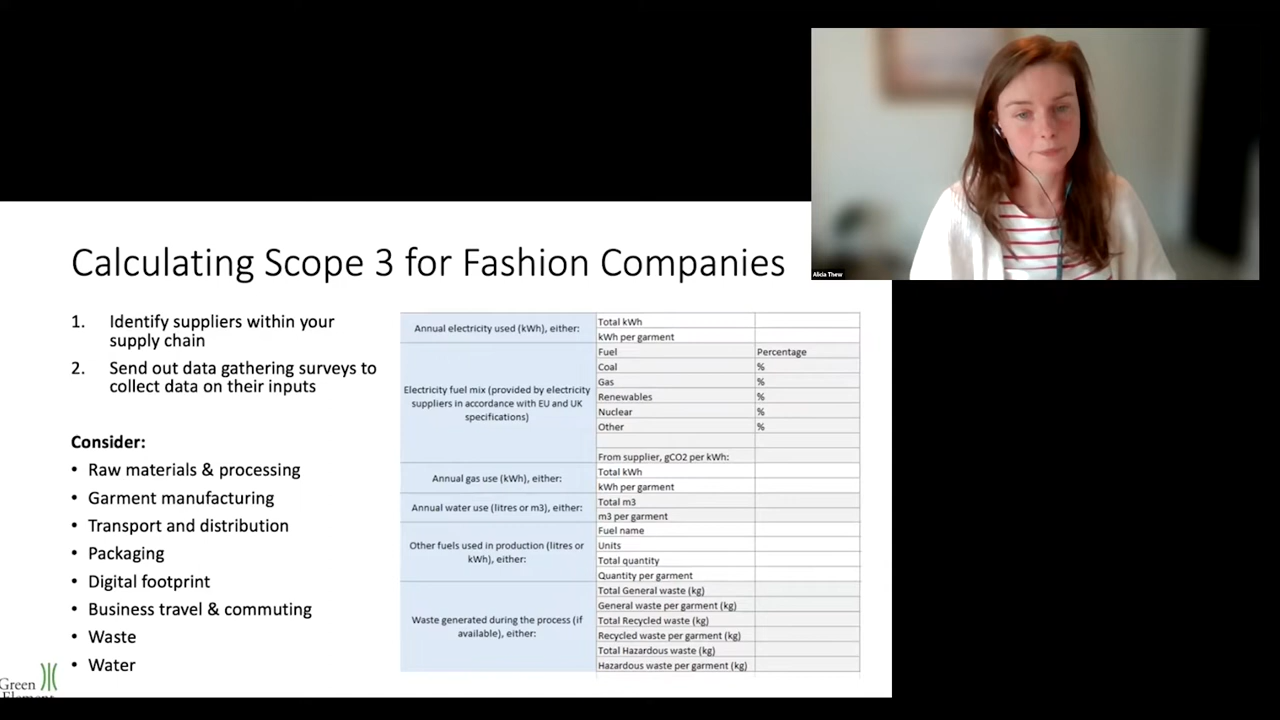 Alicia Thew
Calculating Scope 3 for Fashion Companies
1. Identify suppliers within your
supply chain
2. Send out data gathering surveys to
collect data on their inputs
Consider:
• Raw materials & processing
• Garment manufacturing
• Transport and distribution
• Packaging
• Digital footprint
• Business travel & commuting
• Waste
• Water
Green
Element
Annual electricity used (kWh), either:
Total kWh
kWh per garment
Electricity fuel mix (provided by electricity
suppliers in accordance with EU and UK
specifications)
Fuel Percentage
Coal %
Gas %
Renewables %
Nuclear %
Other %
From supplier, gCO2 per kWh:
Annual gas use (kWh), either:
Total kWh
kWh per garment
Annual water use (litres or m3), either:
Total m3
m3 per garment
Other fuels used in production (litres or
kWh), either:
Fuel name
Units
Total quantity
Quantity per garment
Waste generated during the process (if
available), either:
Total General waste (kg)
General waste per garment (kg)
Total Recycled waste (kg)
Recycled waste per garment (kg)
Total Hazardous waste (kg)
Hazardous waste per garment (kg)